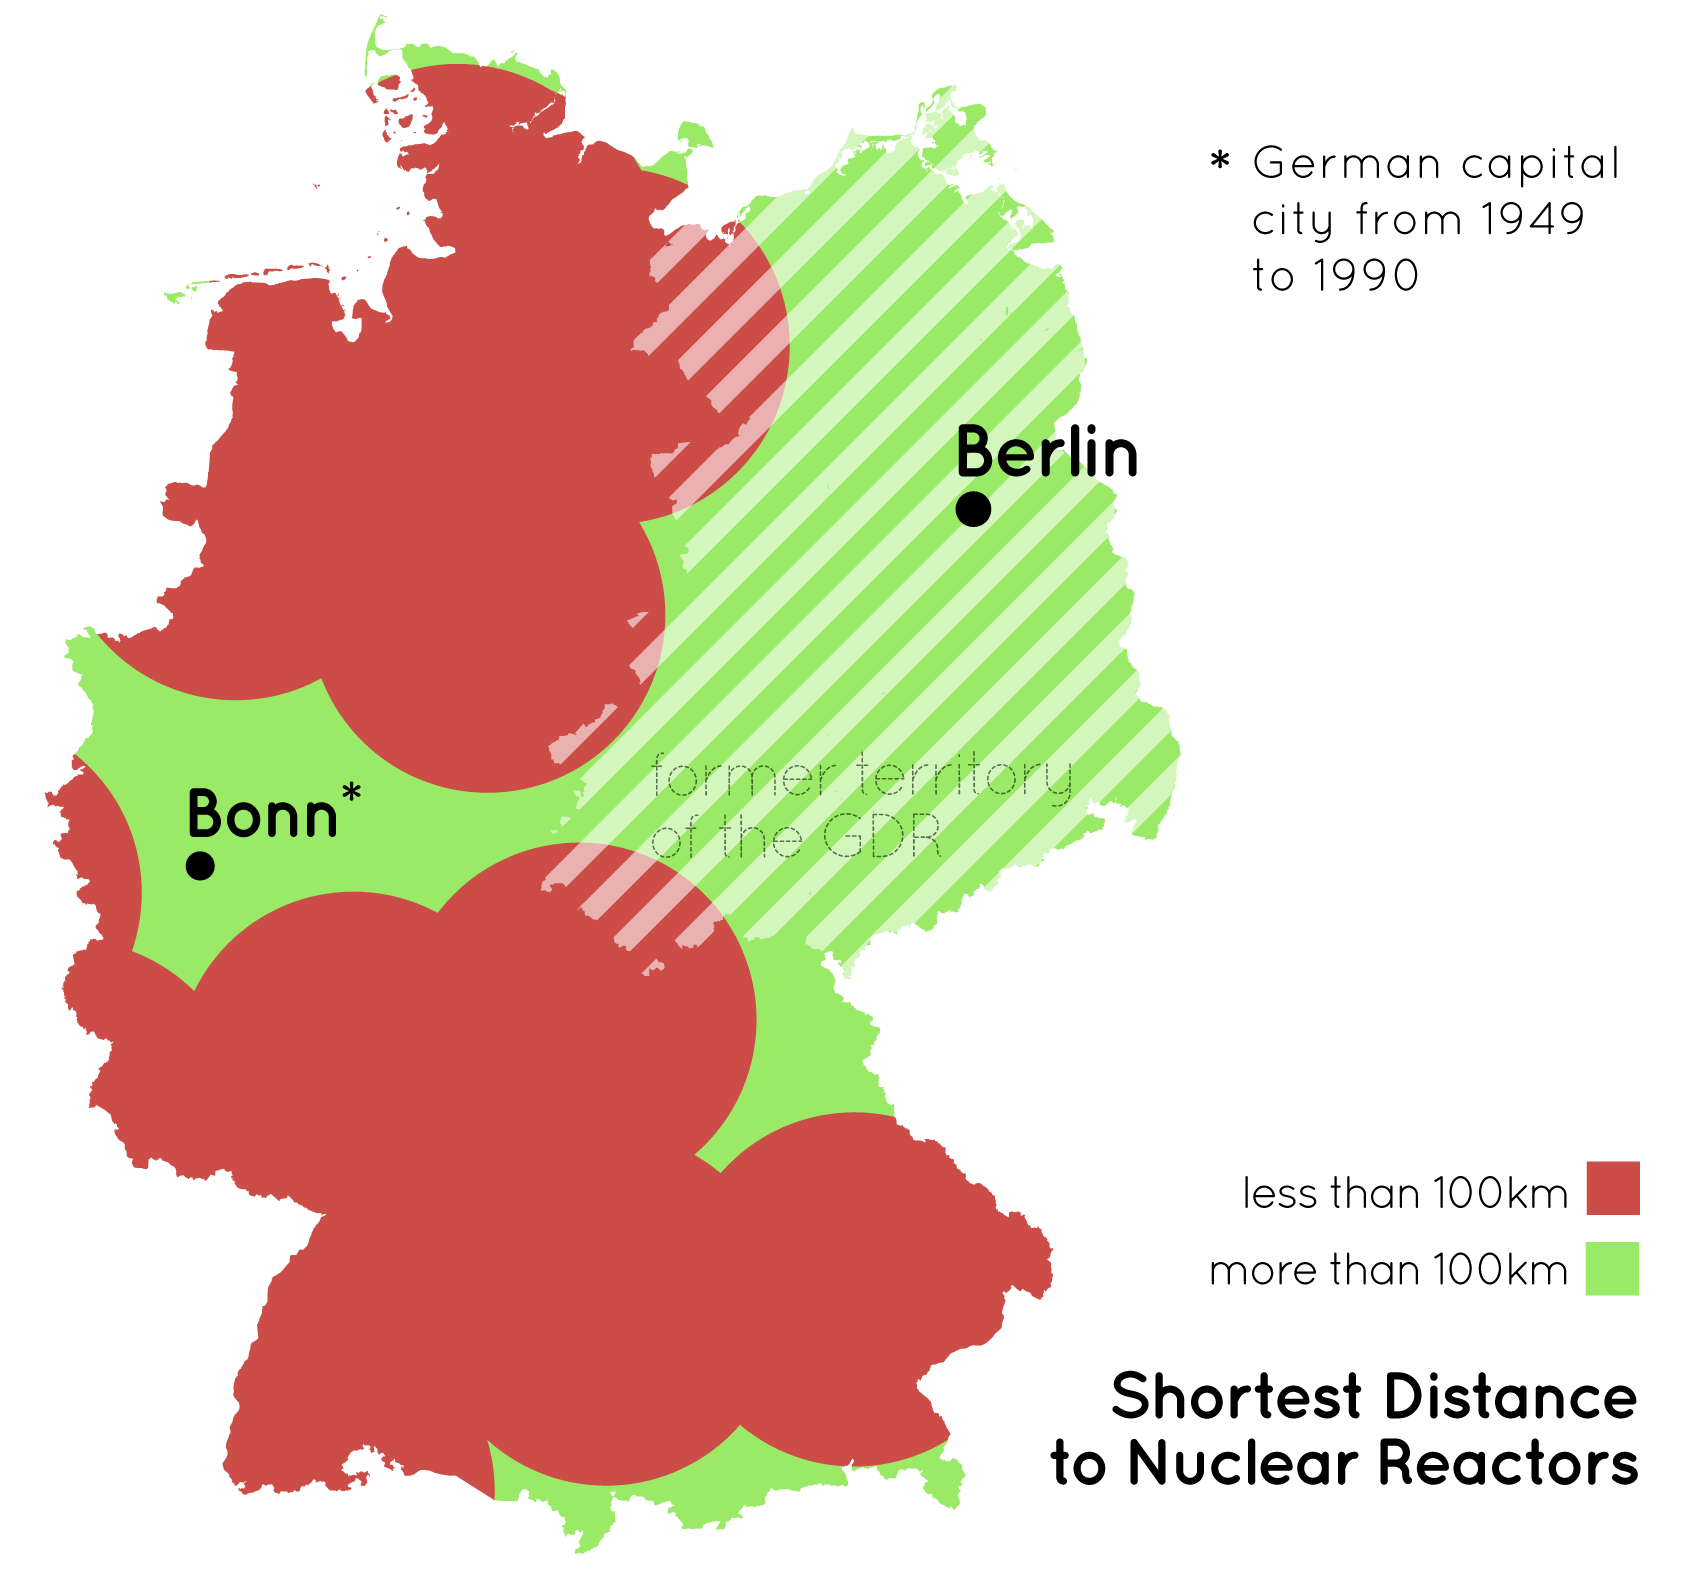 * German capital
city from 1949
to 1990
Berlin
former territory
of the GDR
Bonn*
less than 100km
more than 100km
Shortest Distance
to Nuclear Reactors